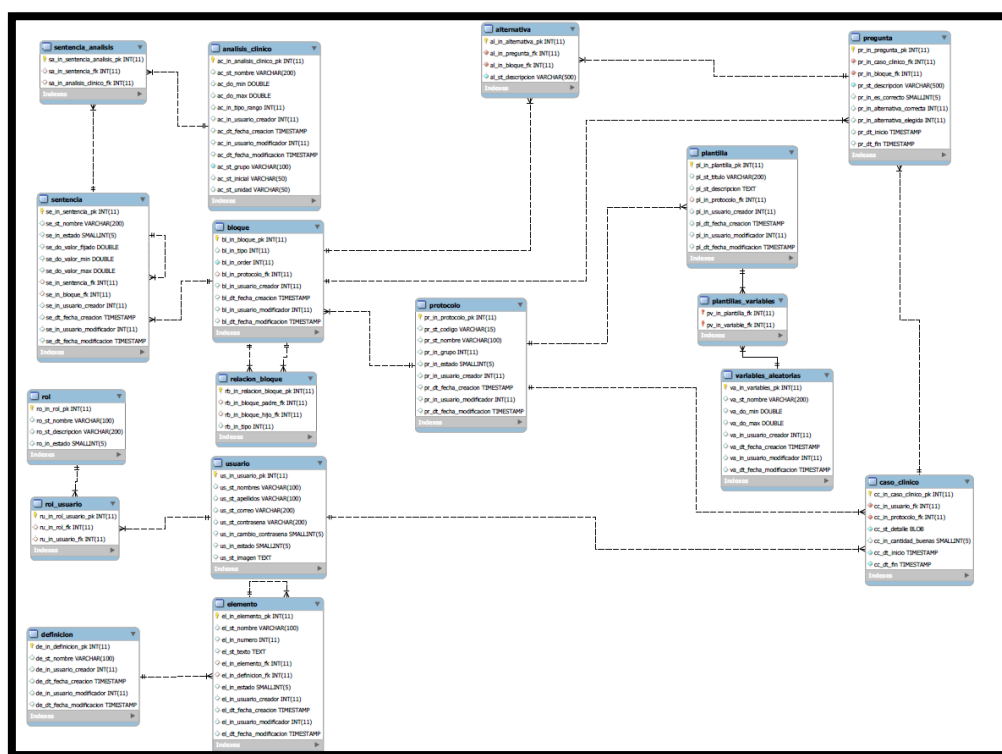 sentencia_analisis
sa_in_sentencia_analisis_pk INT(11)
sa_in_sentencia_fk INT(11)
sa_in_analisis_clinico_fk INT(11)
Indexes
analisis_clinico
ac_in_analisis_clinico_pk INT(11)
ac_st_nombre VARCHAR(200)
ac_do_min DOUBLE
ac_do_max DOUBLE
ac_in_tipo_rango INT(11)
ac_in_usuario_creador INT(11)
ac_dt_fecha_creacion TIMESTAMP
ac_in_usuario_modificador INT(11)
ac_dt_fecha_modificacion TIMESTAMP
ac_st_grupo VARCHAR(100)
ac_st_inicial VARCHAR(50)
ac_st_unidad VARCHAR(50)
Indexes
alternativa
al_in_alternativa_pk INT(11)
al_in_pregunta_fk INT(11)
al_in_bloque_fk INT(11)
al_st_descripcion VARCHAR(500)
Indexes
pregunta
pr_in_pregunta_pk INT(11)
pr_in_caso_clinico_fk INT(11)
pr_in_bloque_fk INT(11)
pr_st_descripcion VARCHAR(500)
pr_in_es_correcto SMALLINT(5)
pr_in_alternativa_correcta INT(11)
pr_in_alternativa_elegida INT(11)
pr_dt_inicio TIMESTAMP
pr_dt_fin TIMESTAMP
Indexes
plantilla
pl_in_plantilla_pk INT(11)
pl_st_titulo VARCHAR(200)
pl_st_descripcion TEXT
pl_in_protocolo_fk INT(11)
pl_in_usuario_creador INT(11)
pl_dt_fecha_creacion TIMESTAMP
pl_in_usuario_modificador INT(11)
pl_dt_fecha_modificacion TIMESTAMP
Indexes
sentencia
se_in_sentencia_pk INT(11)
se_st_nombre VARCHAR(200)
se_in_estado SMALLINT(5)
se_do_valor_fijado DOUBLE
se_do_valor_min DOUBLE
se_do_valor_max DOUBLE
se_in_sentencia_fk INT(11)
se_in_bloque_fk INT(11)
se_in_usuario_creador INT(11)
se_dt_fecha_creacion TIMESTAMP
se_in_usuario_modificador INT(11)
se_dt_fecha_modificacion TIMESTAMP
Indexes
bloque
bl_in_bloque_pk INT(11)
bl_in_tipo INT(11)
bl_in_order INT(11)
bl_in_protocolo_fk INT(11)
bl_in_usuario_creador INT(11)
bl_dt_fecha_creacion TIMESTAMP
bl_in_usuario_modificador INT(11)
bl_dt_fecha_modificacion TIMESTAMP
Indexes
protocolo
pr_in_protocolo_pk INT(11)
pr_st_codigo VARCHAR(15)
pr_st_nombre VARCHAR(100)
pr_in_grupo INT(11)
pr_in_estado SMALLINT(5)
pr_in_usuario_creador INT(11)
pr_dt_fecha_creacion TIMESTAMP
pr_in_usuario_modificador INT(11)
pr_dt_fecha_modificacion TIMESTAMP
Indexes
plantillas_variables
pv_in_plantilla_fk INT(11)
pv_in_variable_fk INT(11)
Indexes
variables_aleatorias
va_in_variables_pk INT(11)
va_st_nombre VARCHAR(200)
va_do_min DOUBLE
va_do_max DOUBLE
va_in_usuario_creador INT(11)
va_dt_fecha_creacion TIMESTAMP
va_in_usuario_modificador INT(11)
va_dt_fecha_modificacion TIMESTAMP
Indexes
relacion_bloque
rb_in_relacion_bloque_pk INT(11)
rb_in_bloque_padre_fk INT(11)
rb_in_bloque_hijo_fk INT(11)
rb_in_tipo INT(11)
Indexes
rol
ro_in_rol_pk INT(11)
ro_st_nombre VARCHAR(100)
ro_st_descripcion VARCHAR(200)
ro_in_estado SMALLINT(5)
Indexes
rol_usuario
ru_in_rol_usuario_pk INT(11)
ru_in_rol_fk INT(11)
ru_in_usuario_fk INT(11)
Indexes
usuario
us_in_usuario_pk INT(11)
us_st_nombres VARCHAR(100)
us_st_apellidos VARCHAR(100)
us_st_correo VARCHAR(200)
us_st_contrasena VARCHAR(200)
us_in_cambio_contrasena SMALLINT(5)
us_in_estado SMALLINT(5)
us_st_imagen TEXT
Indexes
caso_clinico
cc_in_caso_clinico_pk INT(11)
cc_in_usuario_fk INT(11)
cc_in_protocolo_fk INT(11)
cc_st_detalle BLOB
cc_in_cantidad_buenas SMALLINT(5)
cc_dt_inicio TIMESTAMP
cc_dt_fin TIMESTAMP
Indexes
definicion
de_in_definicion_pk INT(11)
de_st_nombre VARCHAR(100)
de_in_usuario_creador INT(11)
de_dt_fecha_creacion TIMESTAMP
de_in_usuario_modificador INT(11)
de_dt_fecha_modificacion TIMESTAMP
Indexes
elemento
el_in_elemento_pk INT(11)
el_st_nombre VARCHAR(100)
el_in_numero INT(11)
el_st_texto TEXT
el_in_elemento_fk INT(11)
el_in_definicion_fk INT(11)
el_in_estado SMALLINT(5)
el_in_usuario_creador INT(11)
el_dt_fecha_creacion TIMESTAMP
el_in_usuario_modificador INT(11)
el_dt_fecha_modificacion TIMESTAMP
Indexes